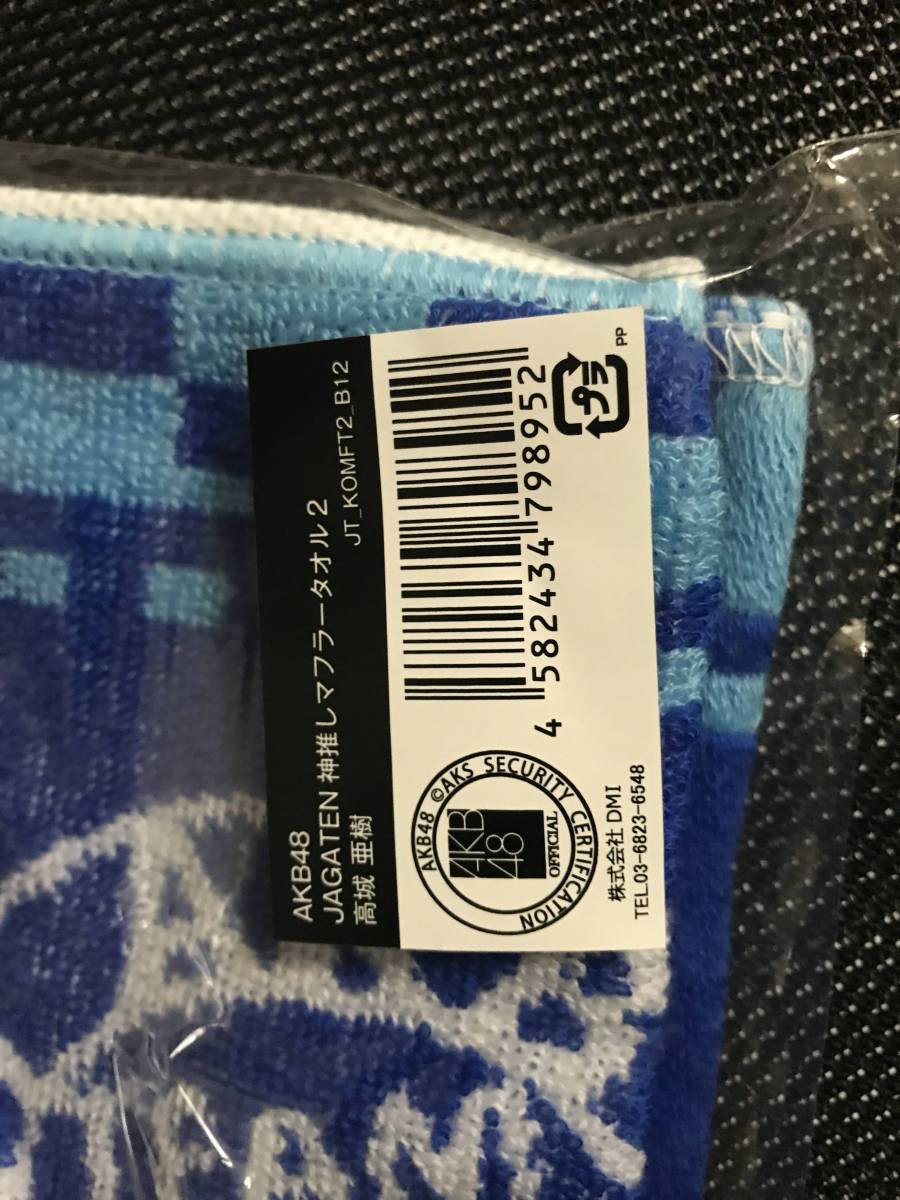 AKB48
JAGATEN 神推しマフラータオル2
高城 亜樹
JT_KOMFT2_B12
4 582434 798952
プラ
PP
AKB48 ©AKS SECURITY CERTIFICATION
AKB
48
OFFICIAL
株式会社 DMI
TEL.03-6823-6548